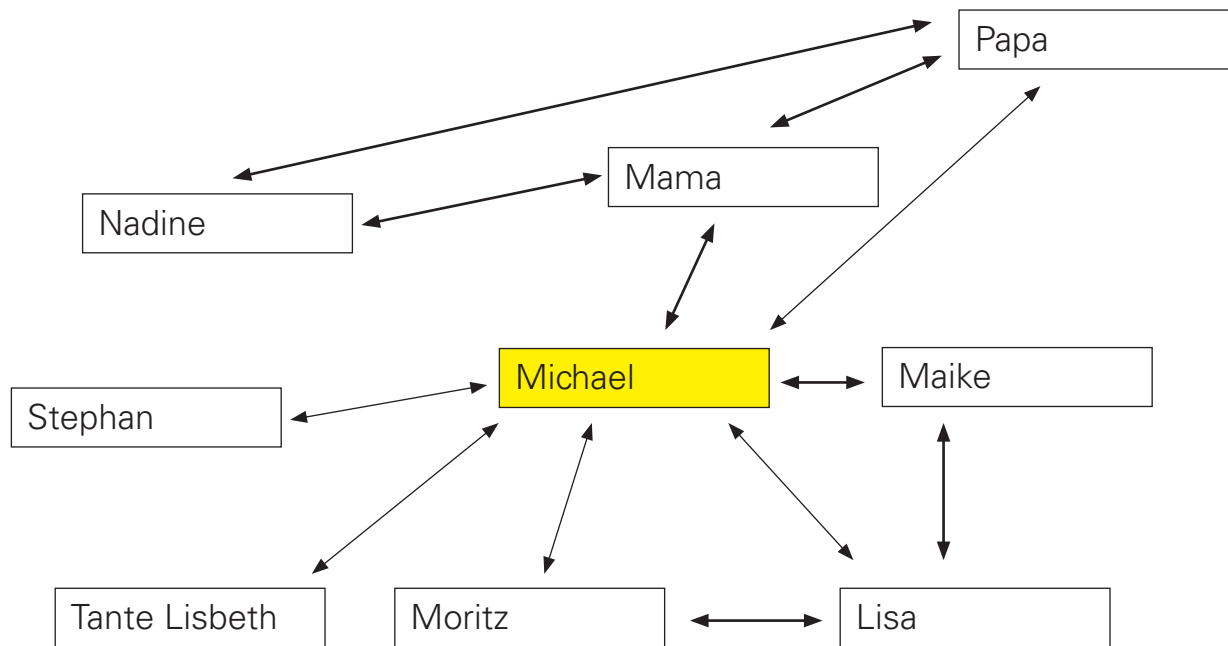 Papa
Mama
Nadine
Michael
Maike
Stephan
Tante Lisbeth
Moritz
Lisa